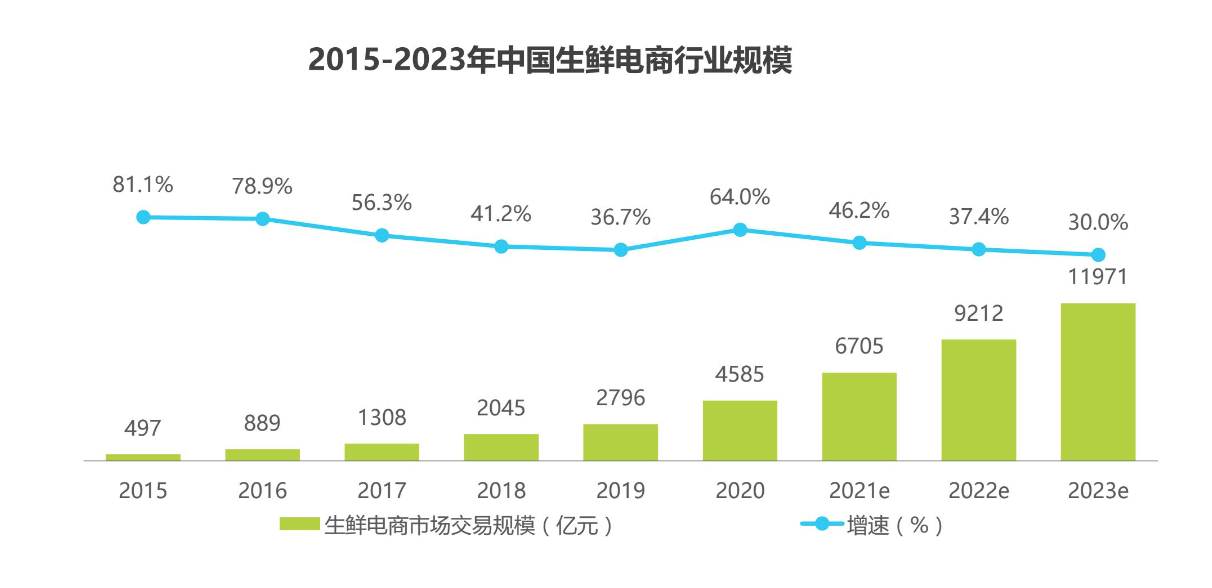 2015-2023年中国生鲜电商行业规模
81.1% 78.9% 56.3% 41.2% 36.7% 64.0% 46.2% 37.4% 30.0%
497 889 1308 2045 2796 4585 6705 9212 11971
2015 2016 2017 2018 2019 2020 2021e 2022e 2023e
生鲜电商市场交易规模（亿元） 增速（%）